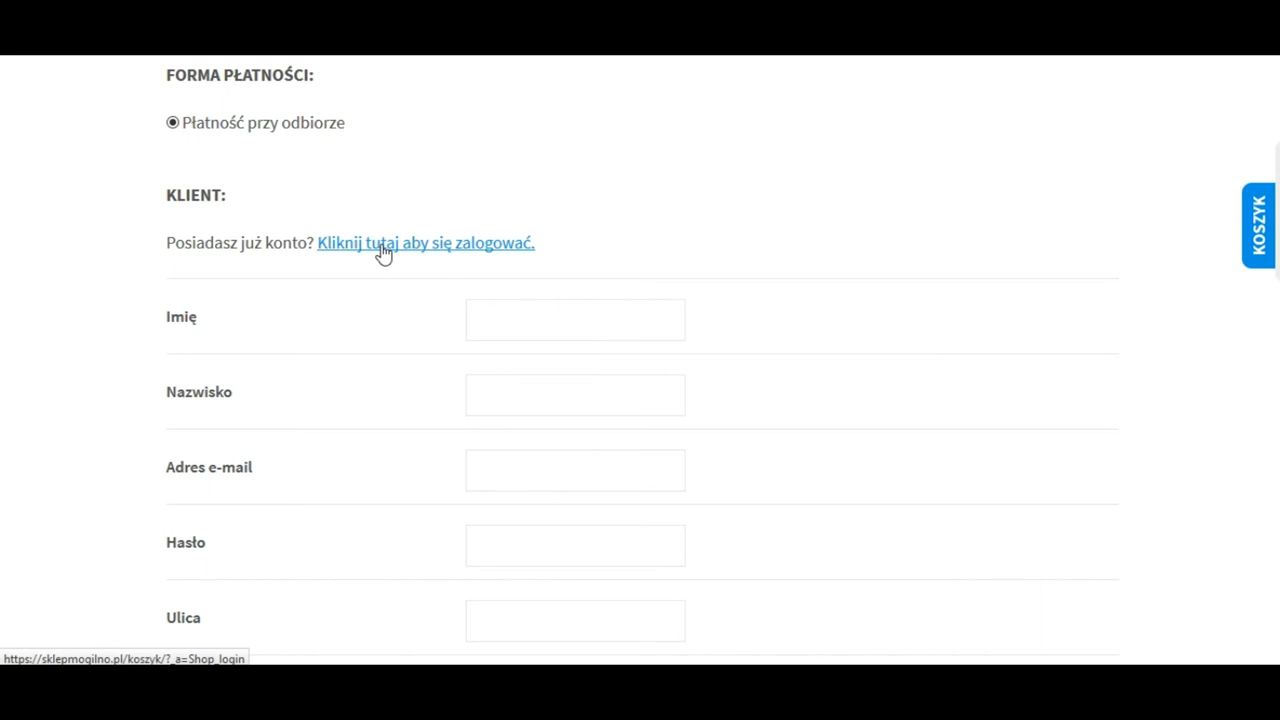 FORMA PŁATNOŚCI:
Płatność przy odbiorze
KLIENT:
Posiadasz już konto? Kliknij tutaj aby się zalogować.
KOSZYK
Imię
Nazwisko
Adres e-mail
Hasło
Ulica
https://sklepmogilno.pl/koszyk/?_a=Shop_login